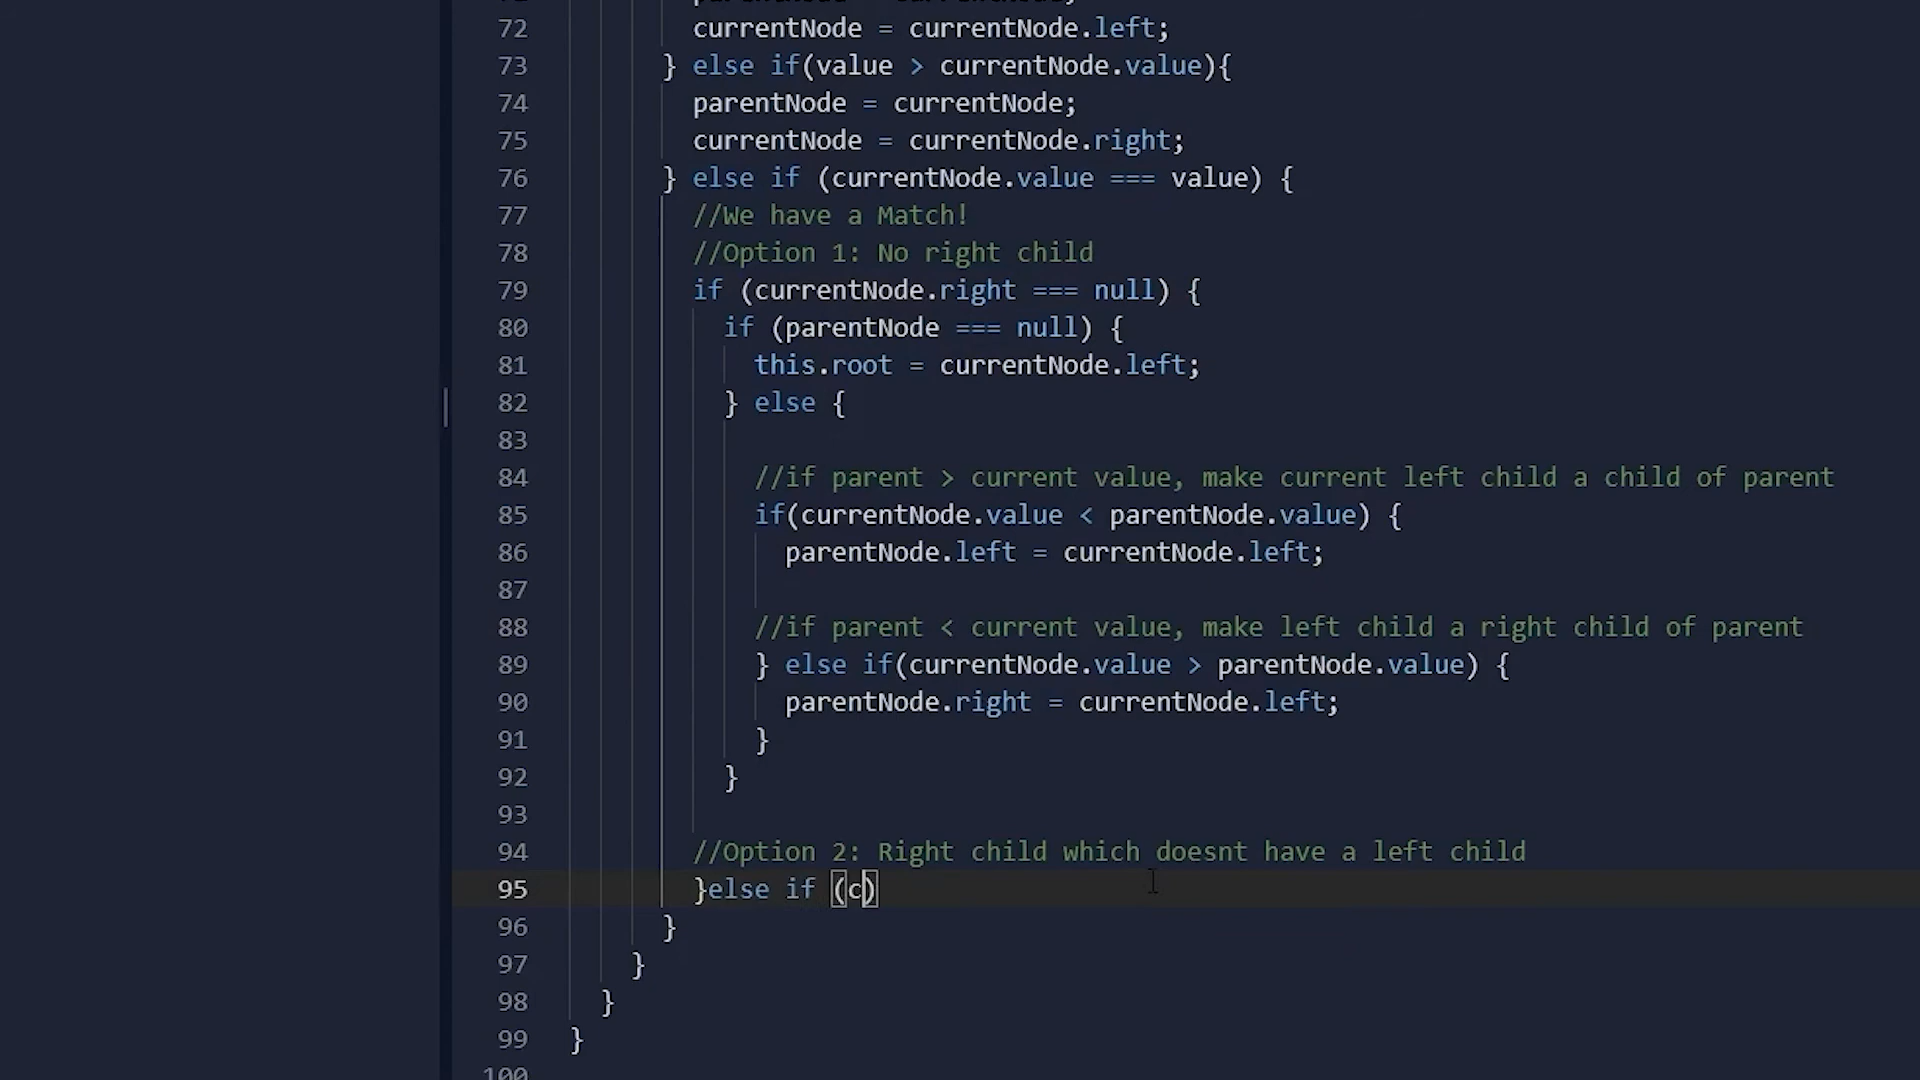 72 currentNode = currentNode.left;
73 } else if(value > currentNode.value){
74 parentNode = currentNode;
75 currentNode = currentNode.right;
76 } else if (currentNode.value === value) {
77 //We have a Match!
78 //Option 1: No right child
79 if (currentNode.right === null) {
80 if (parentNode === null) {
81 this.root = currentNode.left;
82 } else {
83
84 //if parent > current value, make current left child a child of parent
85 if(currentNode.value < parentNode.value) {
86 parentNode.left = currentNode.left;
87
88 //if parent < current value, make left child a right child of parent
89 } else if(currentNode.value > parentNode.value) {
90 parentNode.right = currentNode.left;
91 }
92 }
93
94 //Option 2: Right child which doesnt have a left child
95 }else if (c)
96 }
97 }
98 }
99 }
100